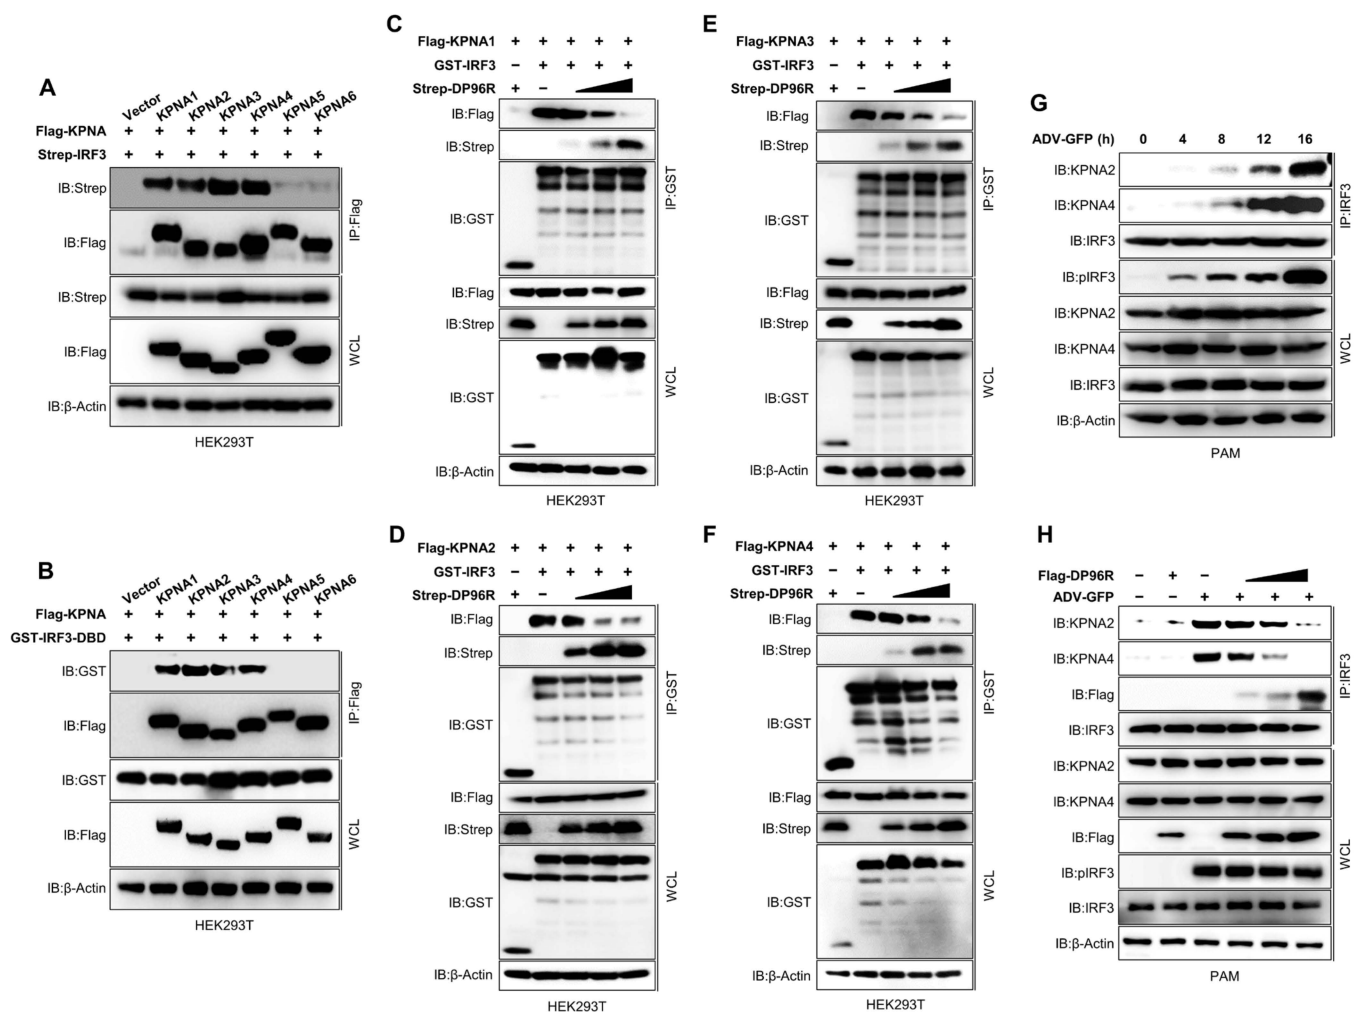 A
Vector KPNA1 KPNA2 KPNA3 KPNA4 KPNA5 KPNA6
Flag-KPNA + + + + + + +
Strep-IRF3 + + + + + + +
IB:Strep
IB:Flag
IP:Flag
IB:Strep
IB:Flag
IB:β-Actin
WCL
HEK293T
B
Vector KPNA1 KPNA2 KPNA3 KPNA4 KPNA5 KPNA6
Flag-KPNA + + + + + + +
GST-IRF3-DBD + + + + + + +
IB:GST
IB:Flag
IP:Flag
IB:GST
IB:Flag
IB:β-Actin
WCL
HEK293T
C
Flag-KPNA1 + + + + +
GST-IRF3 − + + + +
Strep-DP96R + −
IB:Flag
IB:Strep
IB:GST
IP:GST
IB:Flag
IB:Strep
IB:GST
IB:β-Actin
WCL
HEK293T
D
Flag-KPNA2 + + + + +
GST-IRF3 − + + + +
Strep-DP96R + −
IB:Flag
IB:Strep
IB:GST
IP:GST
IB:Flag
IB:Strep
IB:GST
IB:β-Actin
WCL
HEK293T
E
Flag-KPNA3 + + + + +
GST-IRF3 − + + + +
Strep-DP96R + −
IB:Flag
IB:Strep
IB:GST
IP:GST
IB:Flag
IB:Strep
IB:GST
IB:β-Actin
WCL
HEK293T
F
Flag-KPNA4 + + + + +
GST-IRF3 − + + + +
Strep-DP96R + −
IB:Flag
IB:Strep
IB:GST
IP:GST
IB:Flag
IB:Strep
IB:GST
IB:β-Actin
WCL
HEK293T
G
ADV-GFP (h) 0 4 8 12 16
IB:KPNA2
IB:KPNA4
IB:IRF3
IP:IRF3
IB:pIRF3
IB:KPNA2
IB:KPNA4
IB:IRF3
IB:β-Actin
WCL
PAM
H
Flag-DP96R − + −
ADV-GFP − − + + + +
IB:KPNA2
IB:KPNA4
IB:Flag
IB:IRF3
IP:IRF3
IB:KPNA2
IB:KPNA4
IB:Flag
IB:pIRF3
IB:IRF3
IB:β-Actin
WCL
PAM